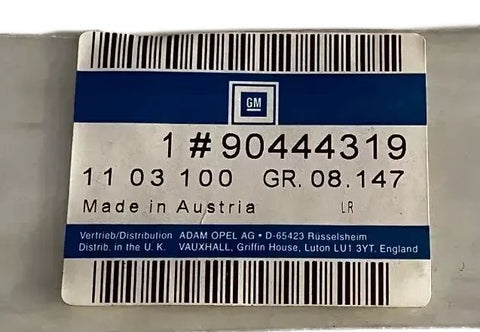 GM
1 # 90444319
11 03 100 GR. 08.147
Made in Austria LR
Vertrieb/Distribution ADAM OPEL AG • D-65423 Rüsselsheim
Distrib. in the U. K. VAUXHALL, Griffin House, Luton LU1 3YT. England